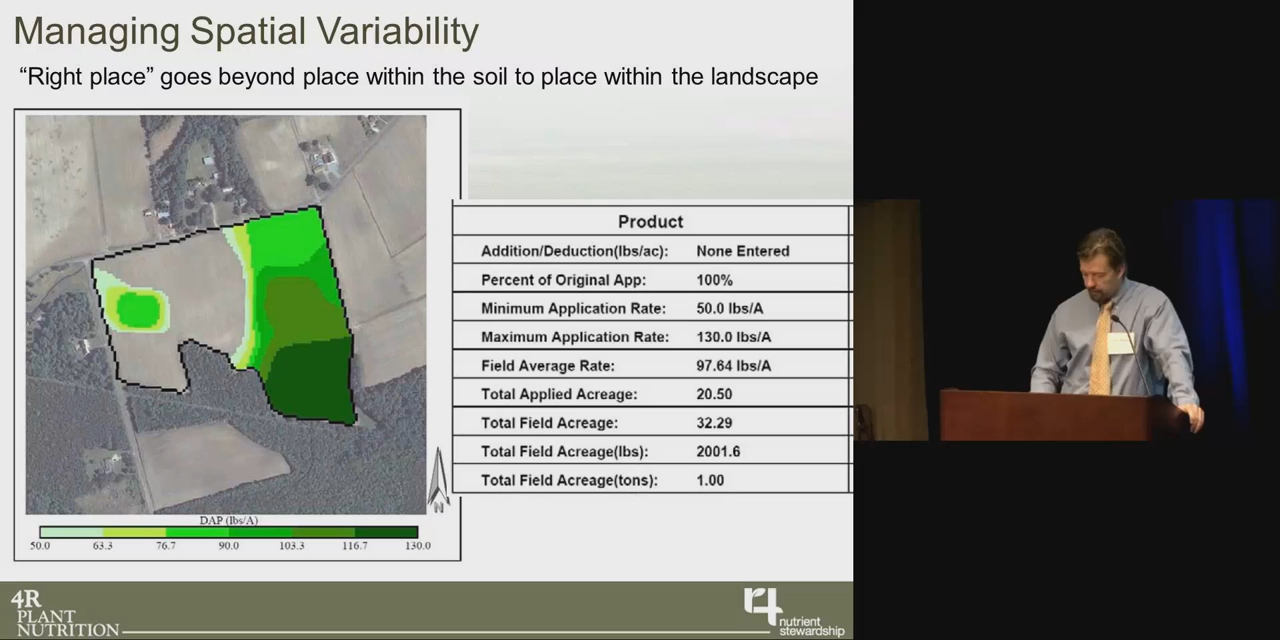 Managing Spatial Variability
“Right place” goes beyond place within the soil to place within the landscape
Product
Addition/Deduction(lbs/ac): None Entered
Percent of Original App: 100%
Minimum Application Rate: 50.0 lbs/A
Maximum Application Rate: 130.0 lbs/A
Field Average Rate: 97.64 lbs/A
Total Applied Acreage: 20.50
Total Field Acreage: 32.29
Total Field Acreage(lbs): 2001.6
Total Field Acreage(tons): 1.00
N
DAP (lbs/A)
50.0 63.3 76.7 90.0 103.3 116.7 130.0
4R
PLANT
NUTRITION
r4
nutrient
stewardship